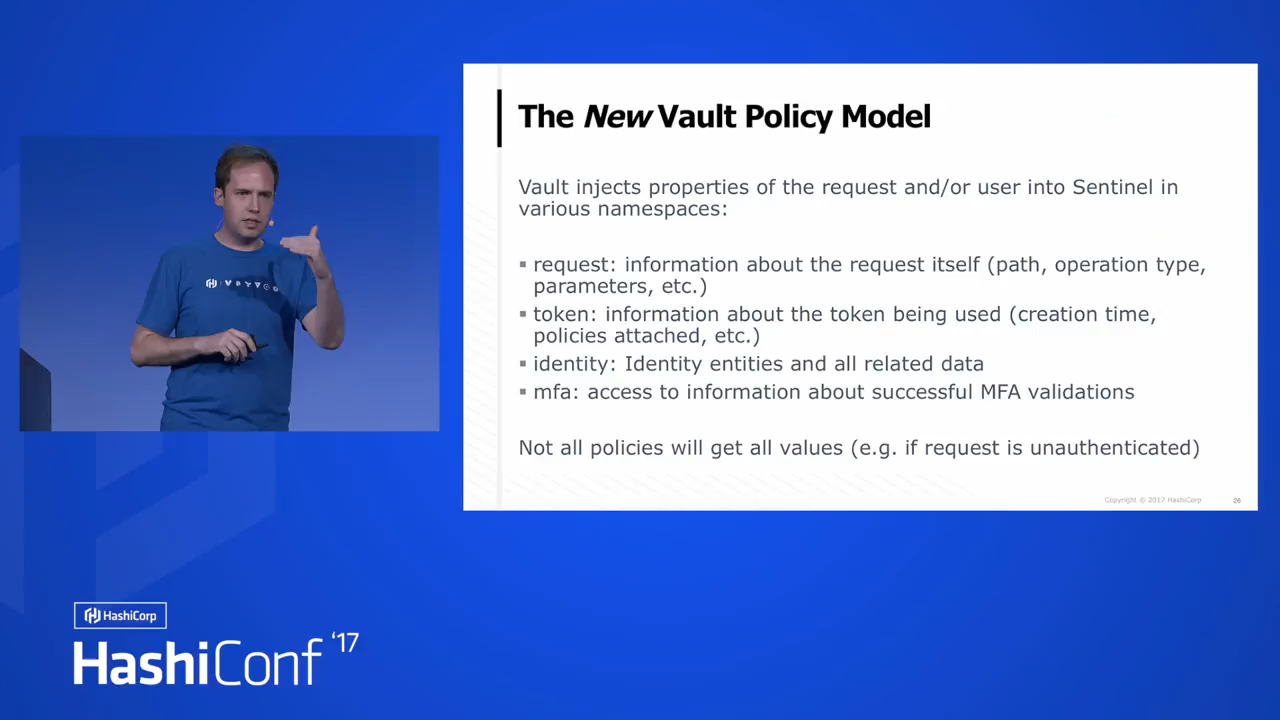 The New Vault Policy Model
Vault injects properties of the request and/or user into Sentinel in
various namespaces:
▪ request: information about the request itself (path, operation type,
parameters, etc.)
▪ token: information about the token being used (creation time,
policies attached, etc.)
▪ identity: Identity entities and all related data
▪ mfa: access to information about successful MFA validations
Not all policies will get all values (e.g. if request is unauthenticated)
Copyright © 2017 HashiCorp 26
HashiCorp
HashiConf '17